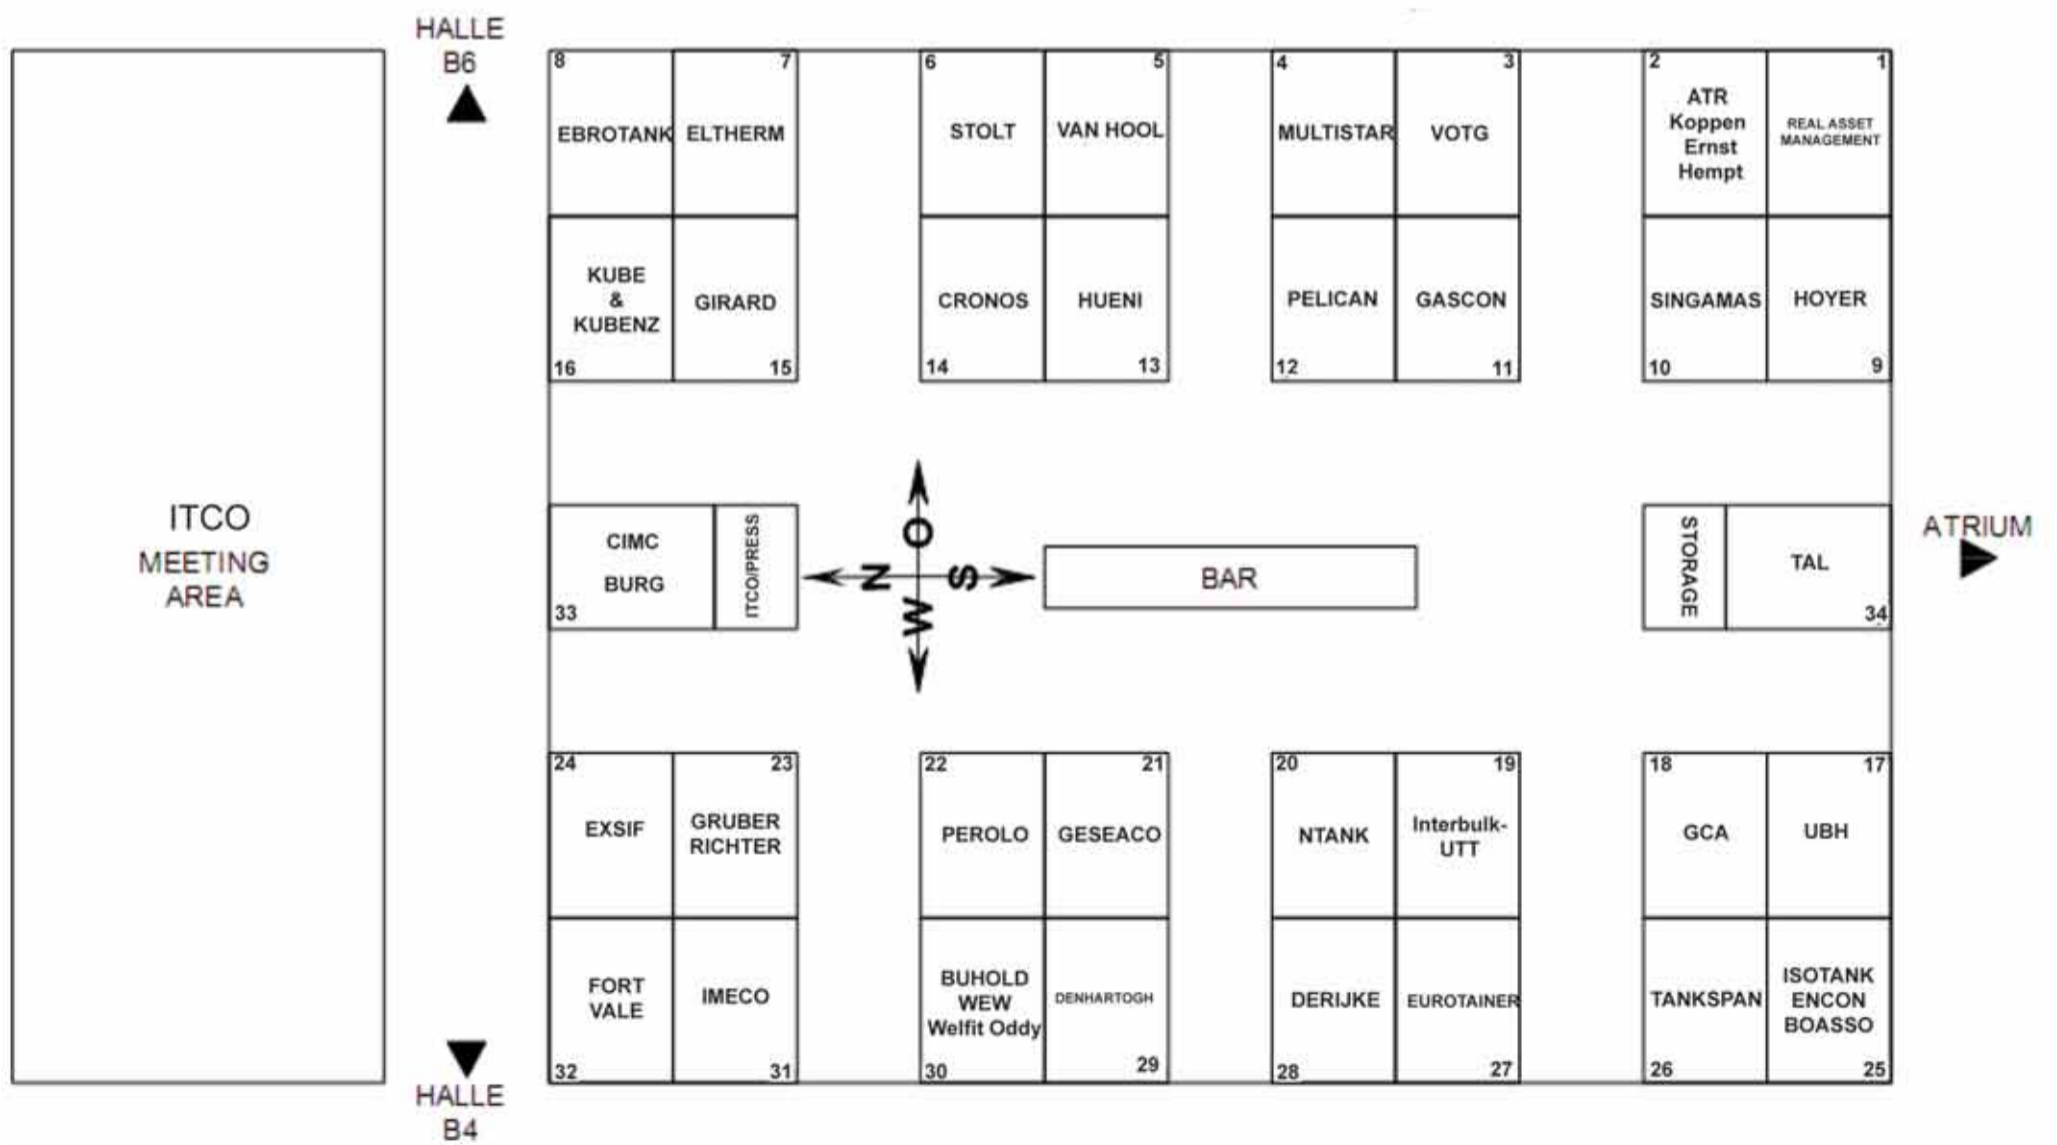 HALLE
B6
8
7
6
5
4
3
2
1
EBROTANK
ELTHERM
STOLT
VAN HOOL
MULTISTAR
VOTG
ATR
Koppen
Ernst
Hempt
REAL ASSET
MANAGEMENT
KUBE
&
KUBENZ
GIRARD
CRONOS
HUENI
PELICAN
GASCON
SINGAMAS
HOYER
16
15
14
13
12
11
10
9
ITCO
MEETING
AREA
CIMC
BURG
33
ITCO/PRESS
O
N
S
W
BAR
STORAGE
TAL
34
ATRIUM
24
23
22
21
20
19
18
17
EXSIF
GRUBER
RICHTER
PEROLO
GESEACO
NTANK
Interbulk-
UTT
GCA
UBH
FORT
VALE
IMECO
BUHOLD
WEW
Welfit Oddy
DENHARTOGH
DERIJKE
EUROTAINER
TANKSPAN
ISOTANK
ENCON
BOASSO
32
31
30
29
28
27
26
25
HALLE
B4